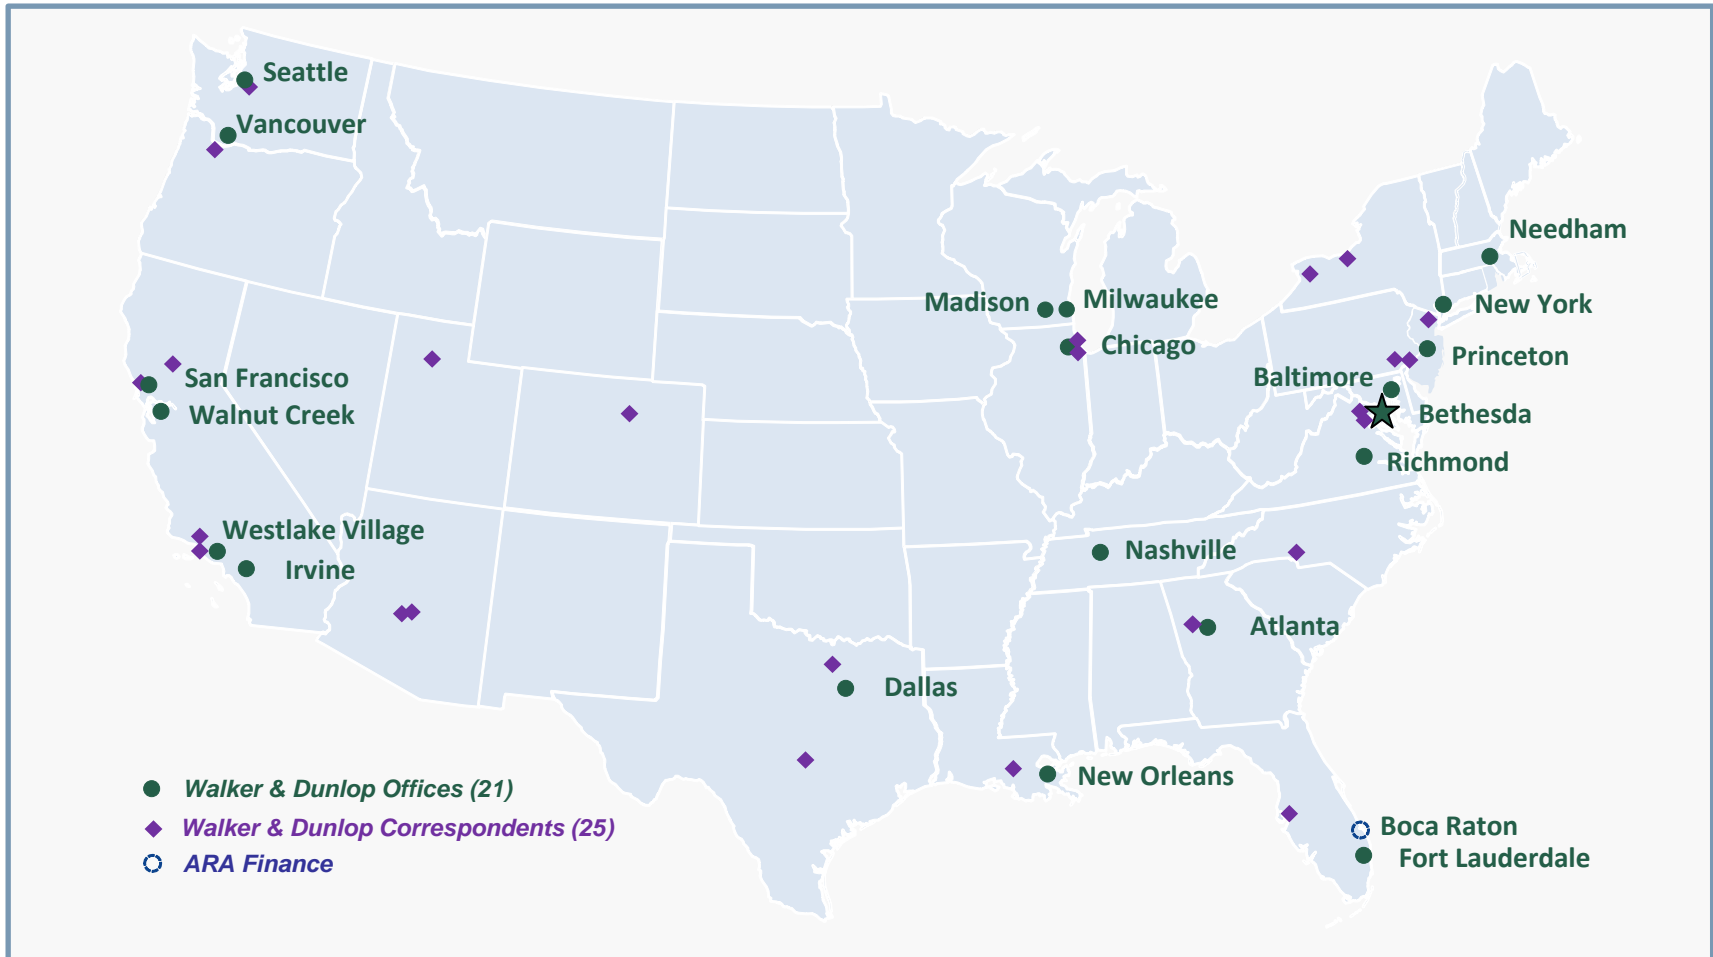 Seattle
Vancouver
Needham
Madison
Milwaukee
New York
Chicago
Princeton
San Francisco
Baltimore
Walnut Creek
Bethesda
Richmond
Westlake Village
Nashville
Irvine
Atlanta
Dallas
New Orleans
Walker & Dunlop Offices (21)
Walker & Dunlop Correspondents (25)
ARA Finance
Boca Raton
Fort Lauderdale